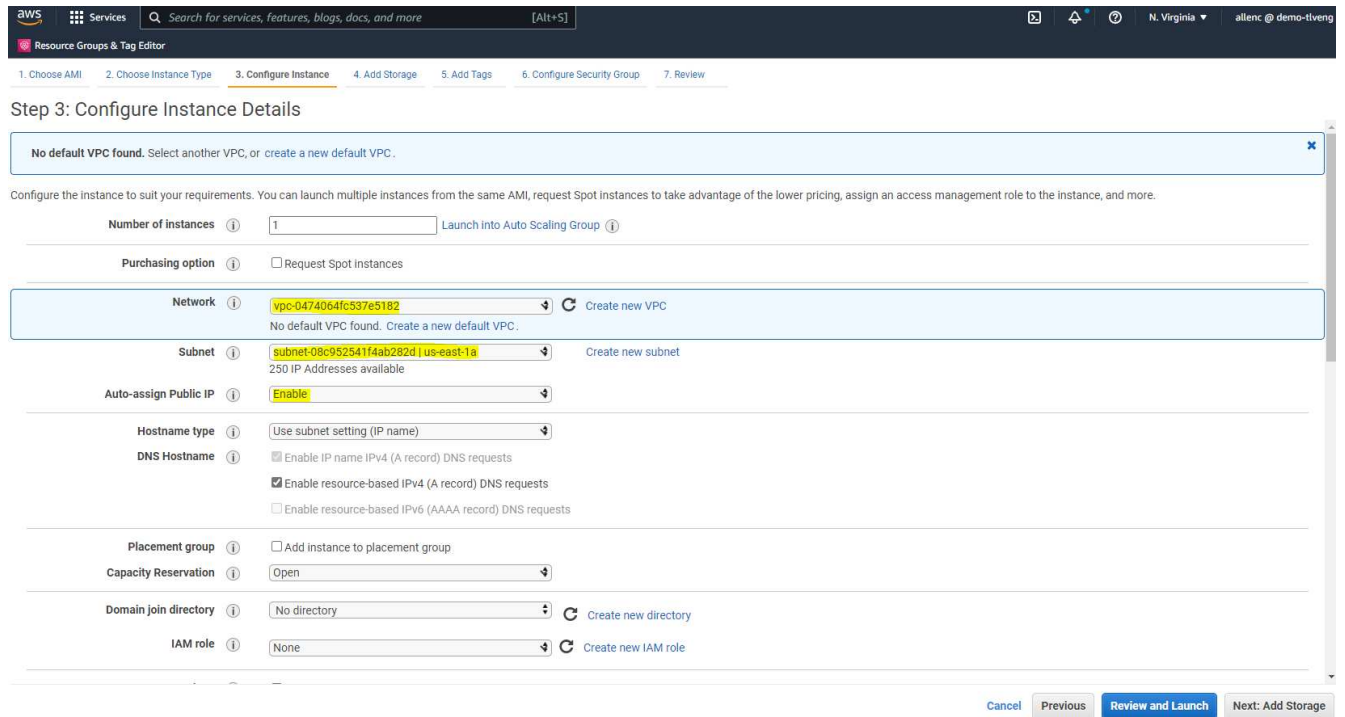 aws Services Search for services, features, blogs, docs, and more [Alt+S] N. Virginia ▼ allenc @ demo-tlveng
Resource Groups & Tag Editor
1. Choose AMI 2. Choose Instance Type 3. Configure Instance 4. Add Storage 5. Add Tags 6. Configure Security Group 7. Review
Step 3: Configure Instance Details
No default VPC found. Select another VPC, or create a new default VPC.
Configure the instance to suit your requirements. You can launch multiple instances from the same AMI, request Spot instances to take advantage of the lower pricing, assign an access management role to the instance, and more.
Number of instances 1 Launch into Auto Scaling Group
Purchasing option Request Spot instances
Network vpc-0474064fc537e5182 Create new VPC
No default VPC found. Create a new default VPC.
Subnet subnet-08c952541f4ab282d | us-east-1a Create new subnet
250 IP Addresses available
Auto-assign Public IP Enable
Hostname type Use subnet setting (IP name)
DNS Hostname Enable IP name IPv4 (A record) DNS requests
Enable resource-based IPv4 (A record) DNS requests
Enable resource-based IPv6 (AAAA record) DNS requests
Placement group Add instance to placement group
Capacity Reservation Open
Domain join directory No directory Create new directory
IAM role None Create new IAM role
Cancel Previous Review and Launch Next: Add Storage